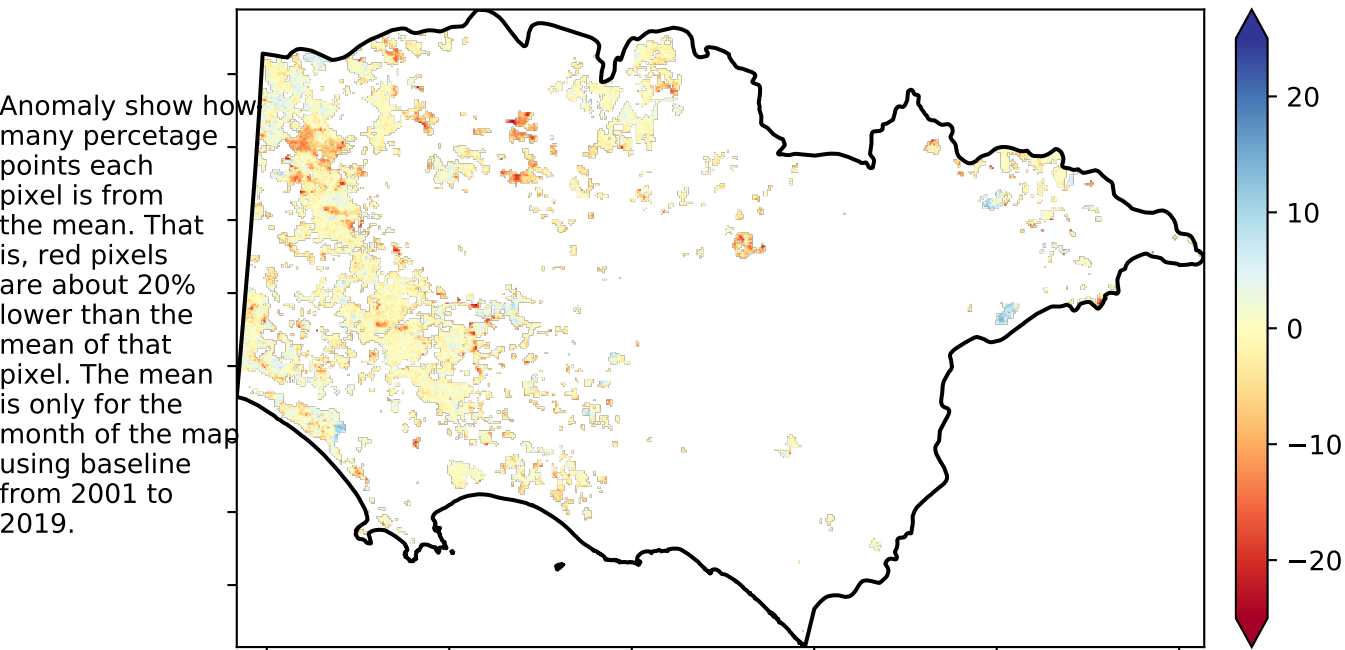 Anomaly show how
many percetage
points each
pixel is from
the mean. That
is, red pixels
are about 20%
lower than the
mean of that
pixel. The mean
is only for the
month of the map
using baseline
from 2001 to
2019.
20
10
0
−10
−20